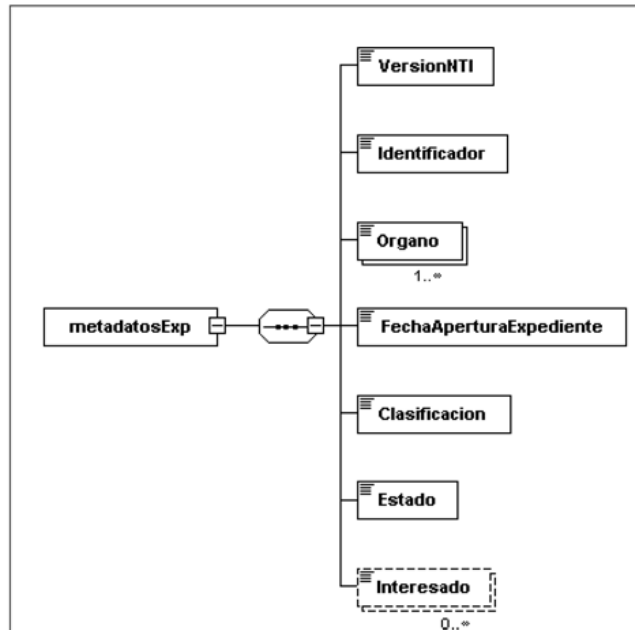 VersionNTI
Identificador
Organo
1..∞
metadatosExp
FechaAperturaExpediente
Clasificacion
Estado
Interesado
0..∞